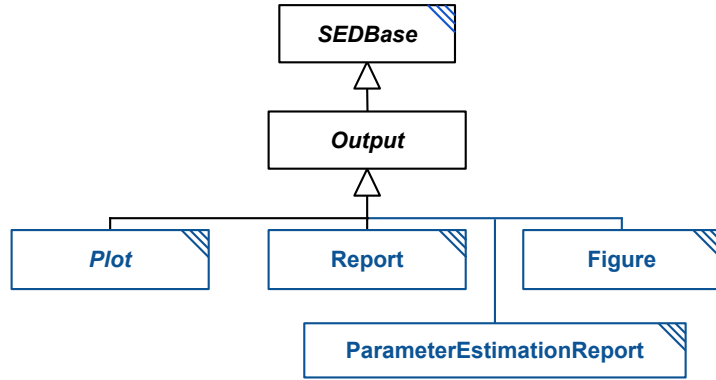 SEDBase
Output
Plot
Report
Figure
ParameterEstimationReport